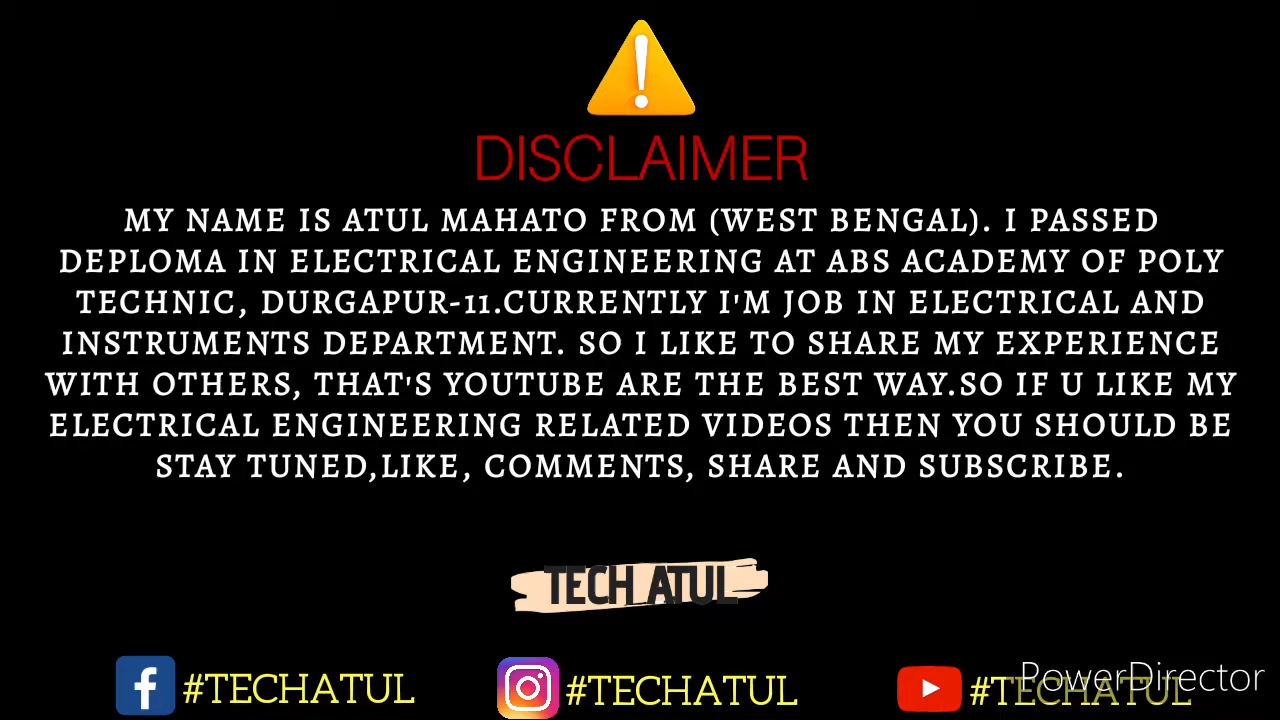 DISCLAIMER
MY NAME IS ATUL MAHATO FROM (WEST BENGAL). I PASSED
DEPLOMA IN ELECTRICAL ENGINEERING AT ABS ACADEMY OF POLY
TECHNIC, DURGAPUR-11.CURRENTLY I'M JOB IN ELECTRICAL AND
INSTRUMENTS DEPARTMENT. SO I LIKE TO SHARE MY EXPERIENCE
WITH OTHERS, THAT'S YOUTUBE ARE THE BEST WAY.SO IF U LIKE MY
ELECTRICAL ENGINEERING RELATED VIDEOS THEN YOU SHOULD BE
STAY TUNED,LIKE, COMMENTS, SHARE AND SUBSCRIBE.
TECH ATUL
#TECHATUL #TECHATUL #TECHATUL
PowerDirector